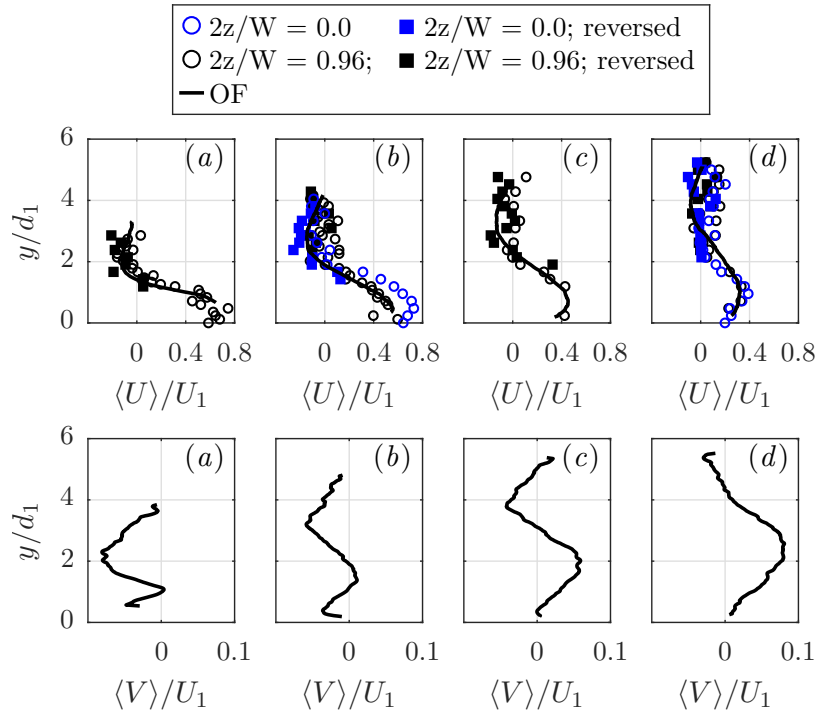 2z/W = 0.0 2z/W = 0.0; reversed
2z/W = 0.96; 2z/W = 0.96; reversed
OF
6 (a) (b) (c) (d)
4
2
0
y/d₁
0 0.4 0.8 0 0.4 0.8 0 0.4 0.8 0 0.4 0.8
⟨U⟩/U₁ ⟨U⟩/U₁ ⟨U⟩/U₁ ⟨U⟩/U₁
6 (a) (b) (c) (d)
4
2
0
y/d₁
0 0.1 0 0.1 0 0.1 0 0.1
⟨V⟩/U₁ ⟨V⟩/U₁ ⟨V⟩/U₁ ⟨V⟩/U₁